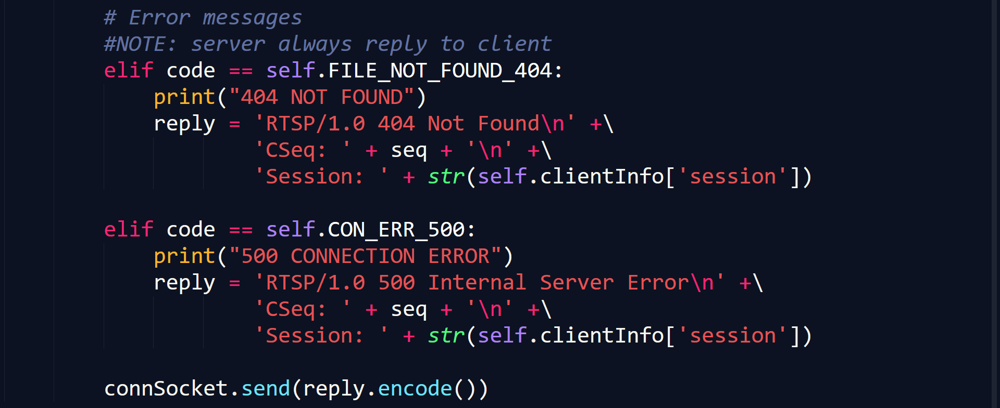 # Error messages
#NOTE: server always reply to client
elif code == self.FILE_NOT_FOUND_404:
    print("404 NOT FOUND")
    reply = 'RTSP/1.0 404 Not Found\n' +\
            'CSeq: ' + seq + '\n' +\
            'Session: ' + str(self.clientInfo['session'])

elif code == self.CON_ERR_500:
    print("500 CONNECTION ERROR")
    reply = 'RTSP/1.0 500 Internal Server Error\n' +\
            'CSeq: ' + seq + '\n' +\
            'Session: ' + str(self.clientInfo['session'])

connSocket.send(reply.encode())